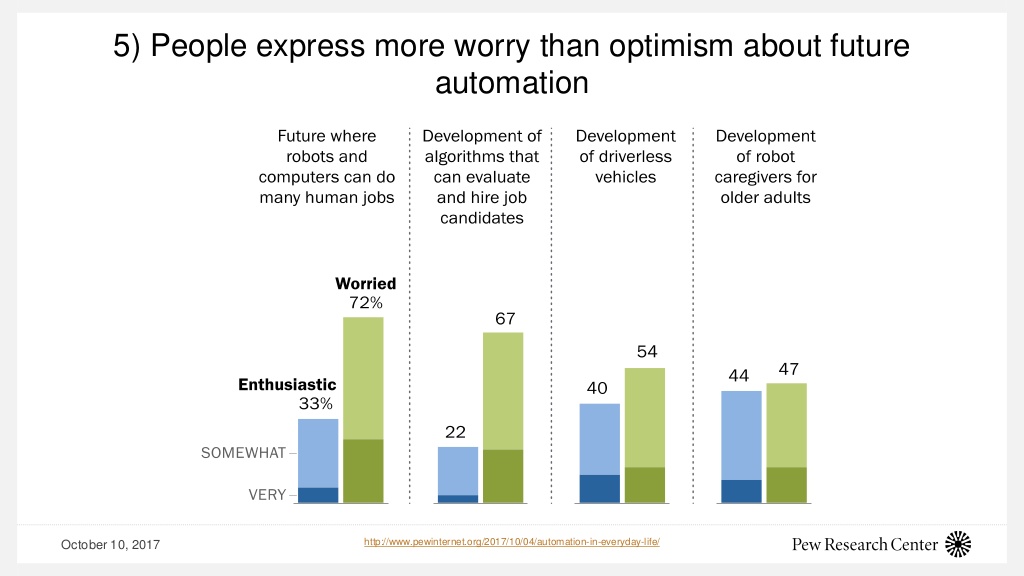 5) People express more worry than optimism about future
automation
Future where
robots and
computers can do
many human jobs
Development of
algorithms that
can evaluate
and hire job
candidates
Development
of driverless
vehicles
Development
of robot
caregivers for
older adults
Worried
72%
Enthusiastic
33%
67
22
54
40
44
47
SOMEWHAT
VERY
October 10, 2017
http://www.pewinternet.org/2017/10/04/automation-in-everyday-life/
Pew Research Center